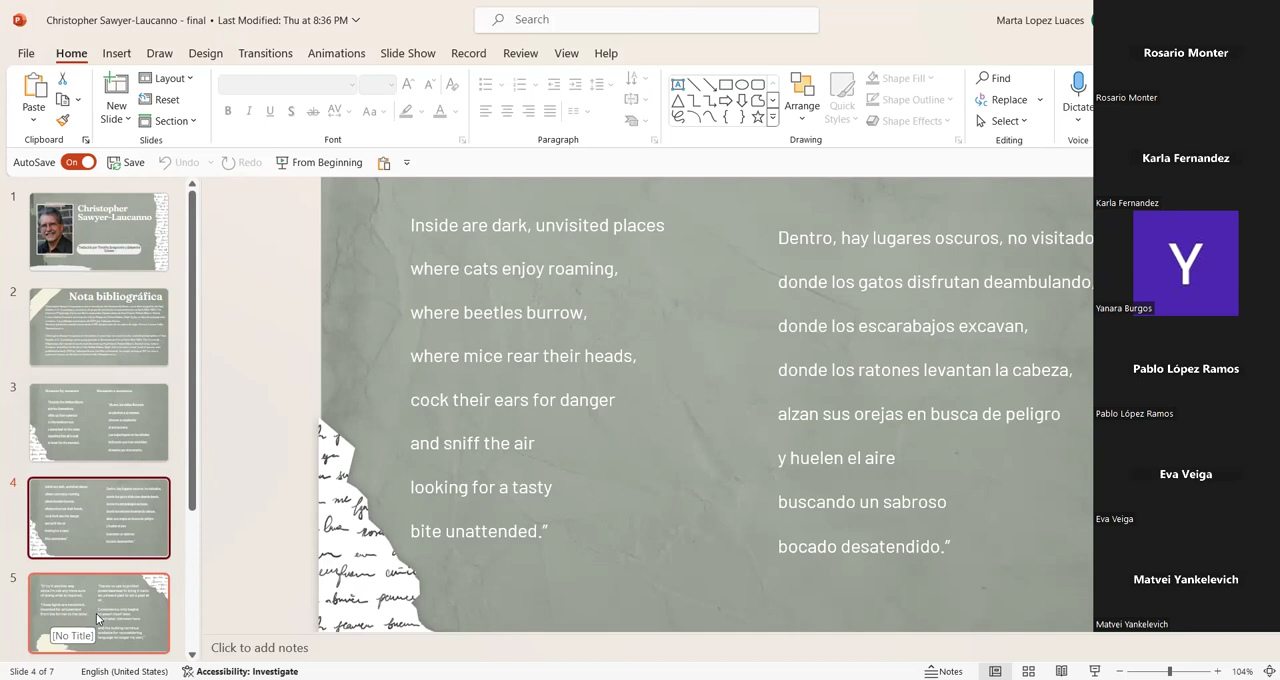 Christopher Sawyer-Laucanno - final • Last Modified: Thu at 8:36 PM
Search
Marta Lopez Luaces
File Home Insert Draw Design Transitions Animations Slide Show Record Review View Help
Paste
New
Slide
Layout
Reset
Section
Arrange
Quick
Styles
Shape Fill
Shape Outline
Shape Effects
Find
Replace
Select
Dictate
Clipboard Slides Font Paragraph Drawing Editing Voice
AutoSave On Save Undo Redo From Beginning
1
Christopher
Sawyer-Laucanno
2
Nota bibliográfica
3
4
5
[No Title]
Inside are dark, unvisited places
where cats enjoy roaming,
where beetles burrow,
where mice rear their heads,
cock their ears for danger
and sniff the air
looking for a tasty
bite unattended.”
Dentro, hay lugares oscuros, no visitado
donde los gatos disfrutan deambulando,
donde los escarabajos excavan,
donde los ratones levantan la cabeza,
alzan sus orejas en busca de peligro
y huelen el aire
buscando un sabroso
bocado desatendido.”
Click to add notes
Slide 4 of 7 English (United States) Accessibility: Investigate Notes 104%
Rosario Monter
Rosario Monter
Karla Fernandez
Karla Fernandez
Y
Yanara Burgos
Pablo López Ramos
Pablo López Ramos
Eva Veiga
Eva Veiga
Matvei Yankelevich
Matvei Yankelevich